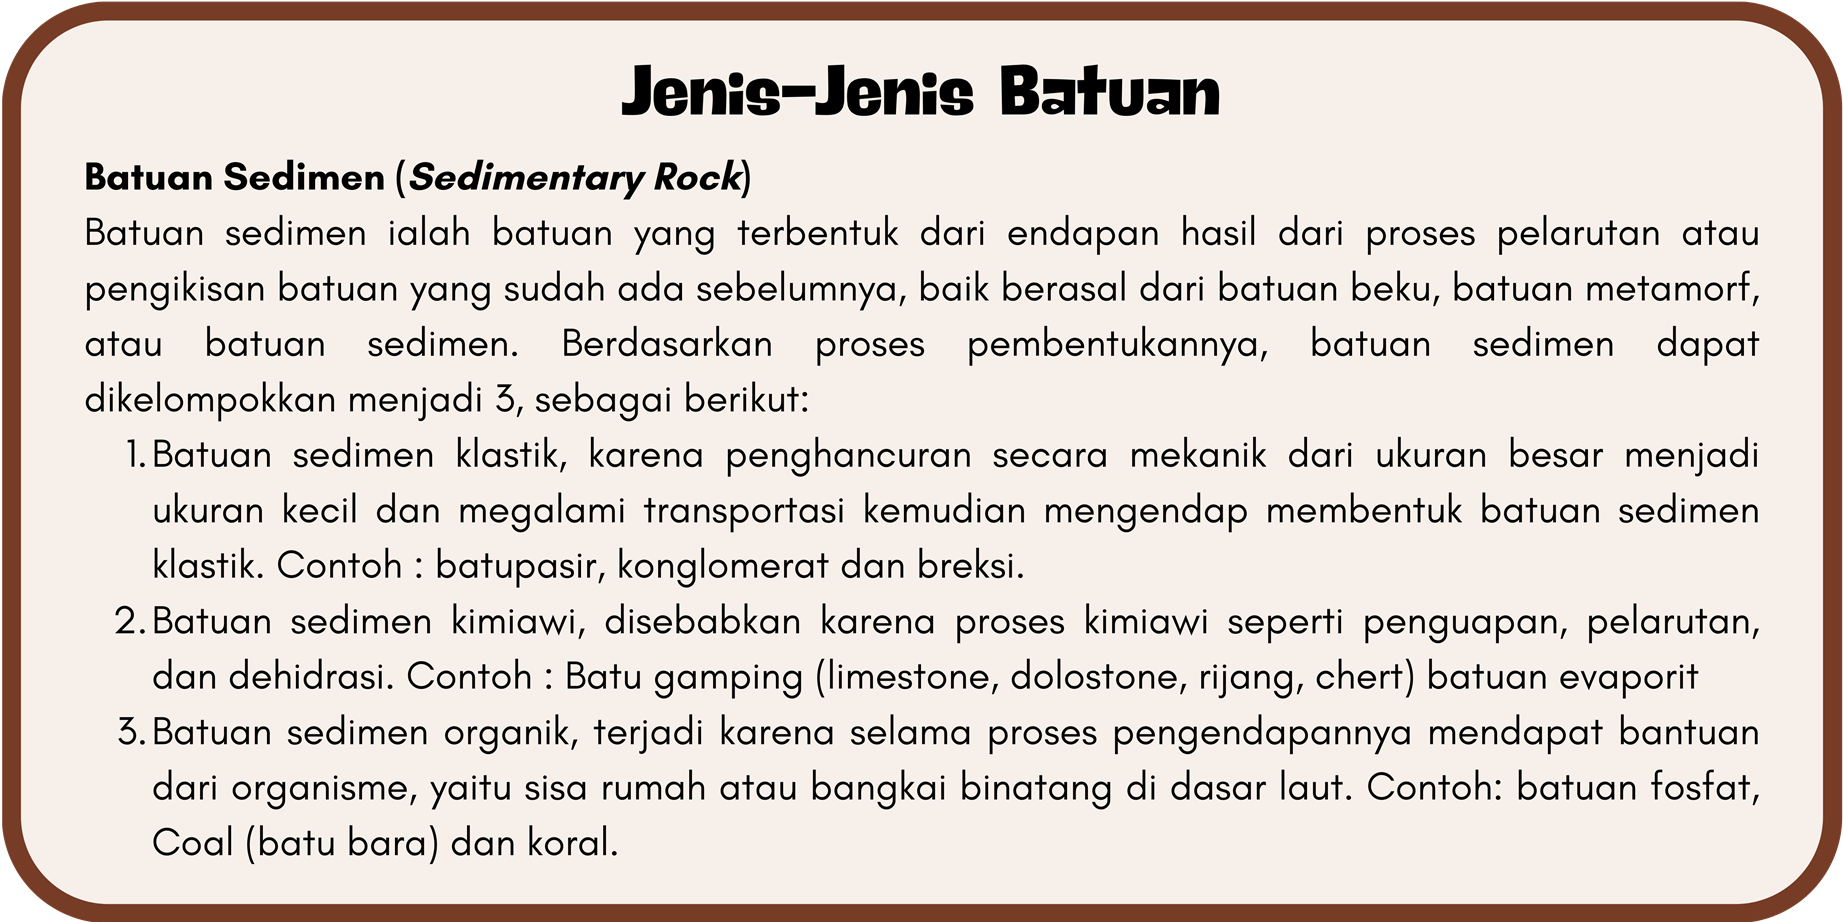 Jenis-Jenis Batuan
Batuan Sedimen (Sedimentary Rock)
Batuan sedimen ialah batuan yang terbentuk dari endapan hasil dari proses pelarutan atau
pengikisan batuan yang sudah ada sebelumnya, baik berasal dari batuan beku, batuan metamorf,
atau batuan sedimen. Berdasarkan proses pembentukannya, batuan sedimen dapat
dikelompokkan menjadi 3, sebagai berikut:
1. Batuan sedimen klastik, karena penghancuran secara mekanik dari ukuran besar menjadi
ukuran kecil dan megalami transportasi kemudian mengendap membentuk batuan sedimen
klastik. Contoh : batupasir, konglomerat dan breksi.
2. Batuan sedimen kimiawi, disebabkan karena proses kimiawi seperti penguapan, pelarutan,
dan dehidrasi. Contoh : Batu gamping (limestone, dolostone, rijang, chert) batuan evaporit
3. Batuan sedimen organik, terjadi karena selama proses pengendapannya mendapat bantuan
dari organisme, yaitu sisa rumah atau bangkai binatang di dasar laut. Contoh: batuan fosfat,
Coal (batu bara) dan koral.